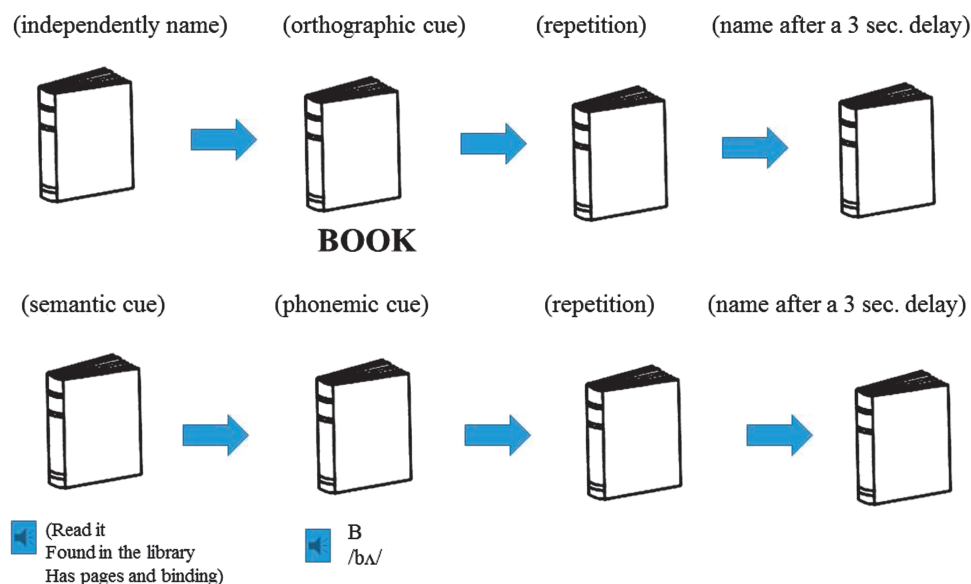 (independently name) (orthographic cue) (repetition) (name after a 3 sec. delay)
BOOK
(semantic cue) (phonemic cue) (repetition) (name after a 3 sec. delay)
(Read it
Found in the library
Has pages and binding)
B
/bʌ/